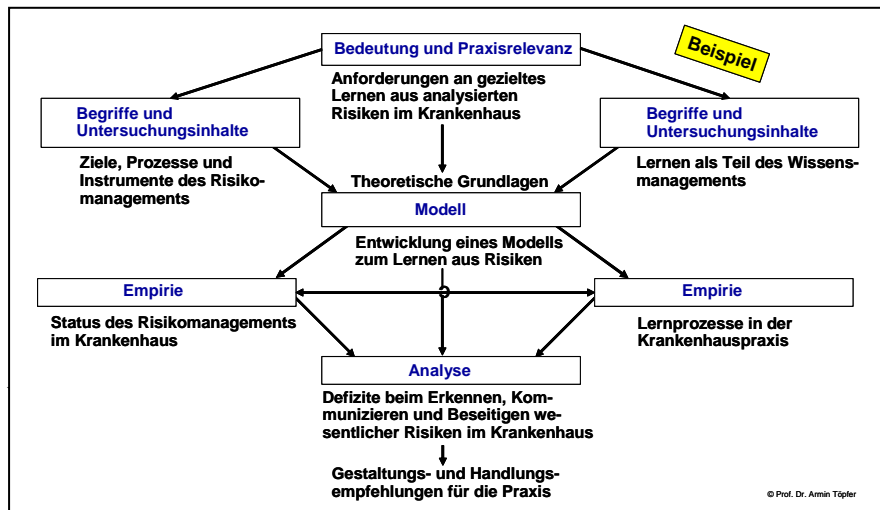 Bedeutung und Praxisrelevanz
Beispiel
Anforderungen an gezieltes
Lernen aus analysierten
Risiken im Krankenhaus
Begriffe und
Untersuchungsinhalte
Ziele, Prozesse und
Instrumente des Risiko-
managements
Begriffe und
Untersuchungsinhalte
Lernen als Teil des Wissens-
managements
Theoretische Grundlagen
Modell
Entwicklung eines Modells
zum Lernen aus Risiken
Empirie
Status des Risikomanagements
im Krankenhaus
Empirie
Lernprozesse in der
Krankenhauspraxis
Analyse
Defizite beim Erkennen, Kom-
munizieren und Beseitigen we-
sentlicher Risiken im Krankenhaus
Gestaltungs- und Handlungs-
empfehlungen für die Praxis
© Prof. Dr. Armin Töpfer